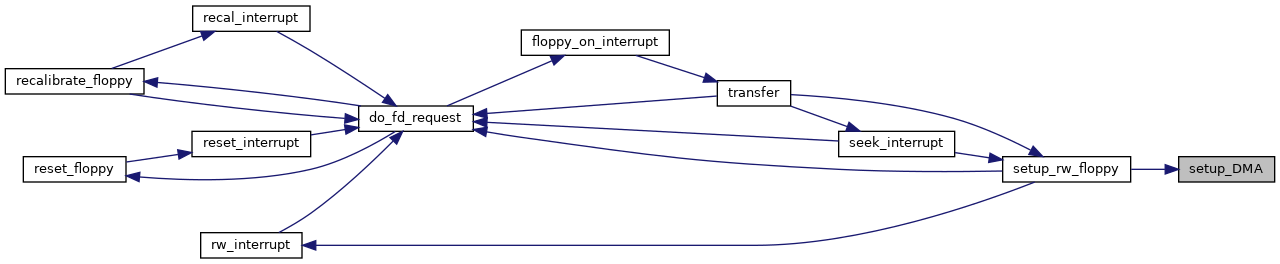 recal_interrupt
floppy_on_interrupt
recalibrate_floppy
transfer
do_fd_request
reset_interrupt
seek_interrupt
reset_floppy
setup_rw_floppy
setup_DMA
rw_interrupt